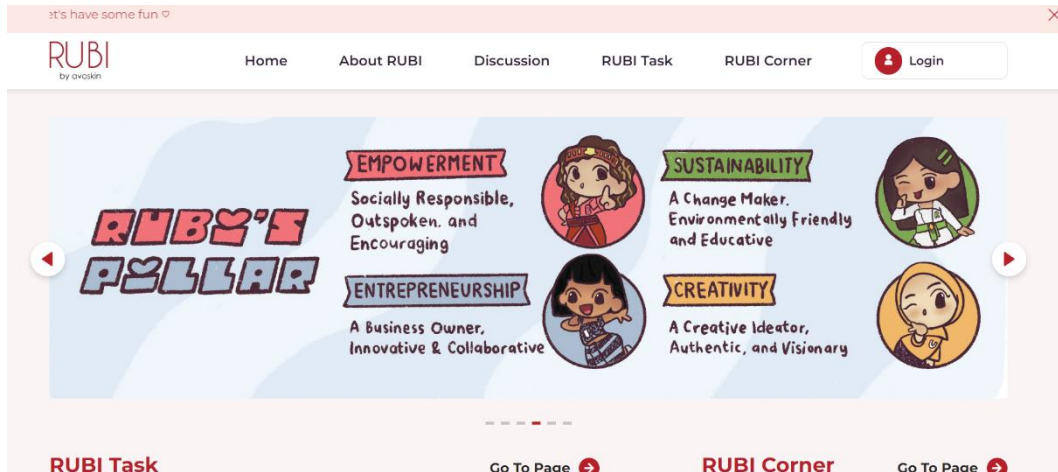 et's have some fun ♡
RUBI
by avoskin
Home
About RUBI
Discussion
RUBI Task
RUBI Corner
Login
RUBI'S
PILLAR
EMPOWERMENT
Socially Responsible,
Outspoken. and
Encouraging
SUSTAINABILITY
A Change Maker.
Environmentally Friendly
and Educative
ENTREPRENEURSHIP
A Business Owner,
Innovative & Collaborative
CREATIVITY
A Creative Ideator,
Authentic, and Visionary
RUBI Task
Go To Page
RUBI Corner
Go To Page